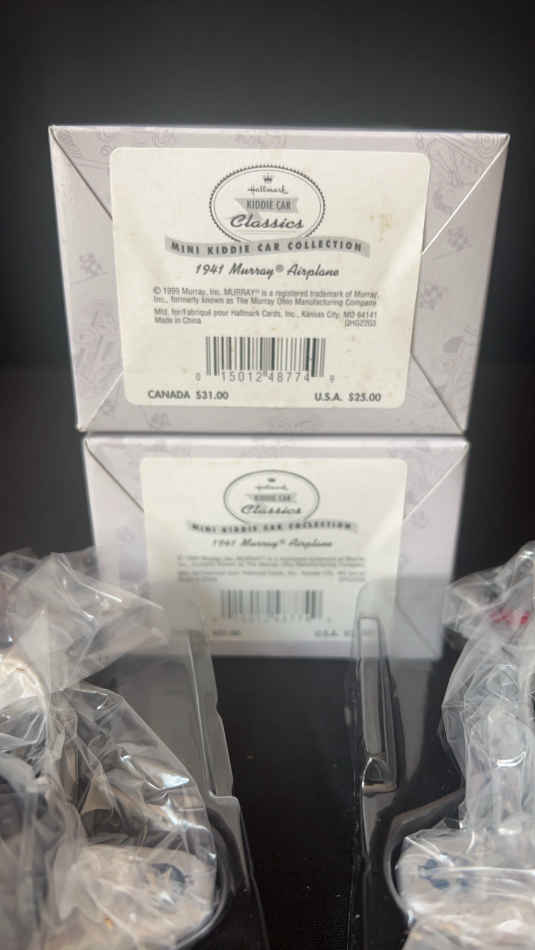 Hallmark
KIDDIE CAR
Classics
MINI KIDDIE CAR COLLECTION
1941 Murray® Airplane
© 1999 Murray, Inc. MURRAY® is a registered trademark of Murray,
Inc., formerly known as The Murray Ohio Manufacturing Company
Mfd. for/Fabriqué pour Hallmark Cards, Inc., Kansas City, MO 64141
Made in China QHG2203
0 15012 48774 9
CANADA $31.00 U.S.A. $25.00
Hallmark
KIDDIE CAR
Classics
MINI KIDDIE CAR COLLECTION
1941 Murray® Airplane
U.S.A.